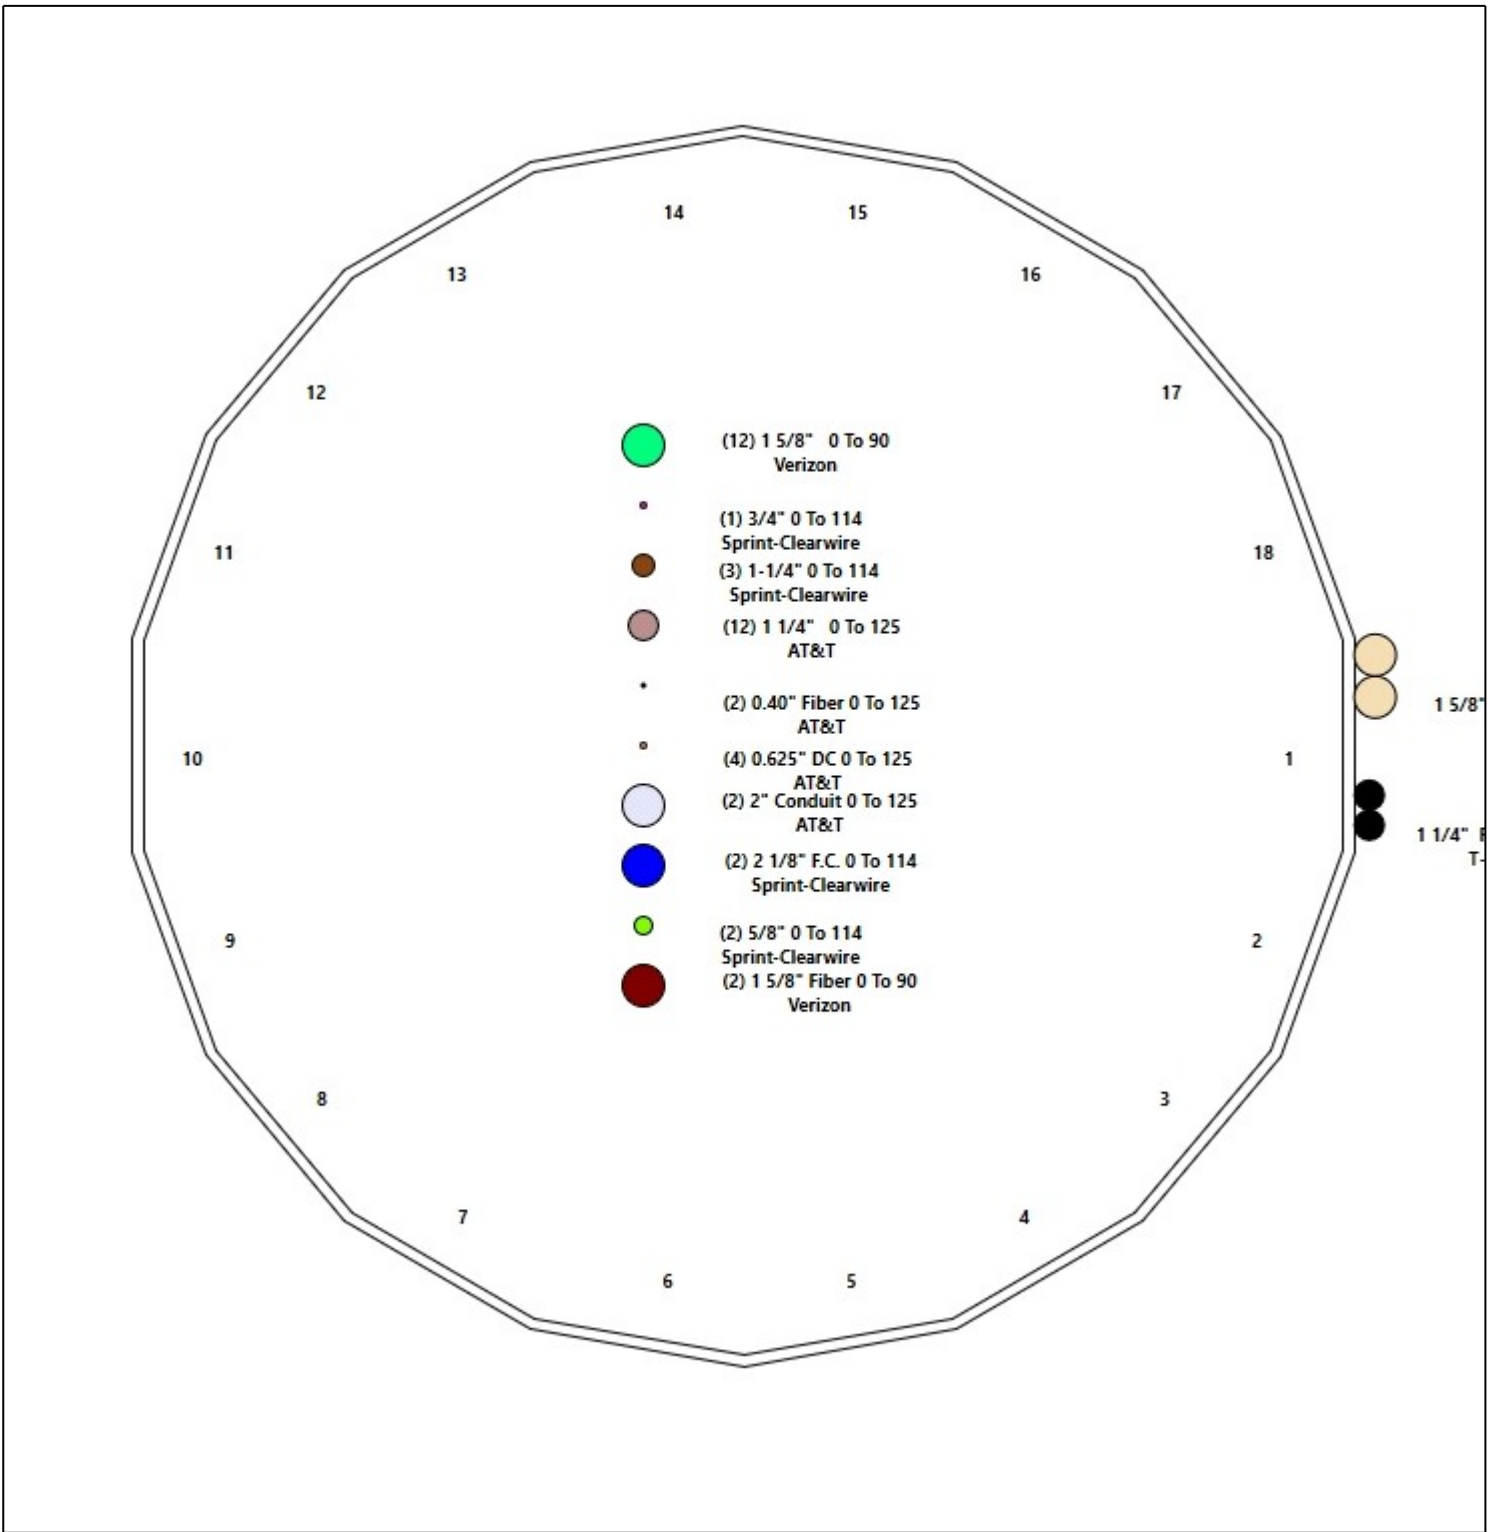 14
15
13
16
12
17
(12) 1 5/8"   0 To 90
Verizon
(1) 3/4" 0 To 114
Sprint-Clearwire
(3) 1-1/4" 0 To 114
Sprint-Clearwire
(12) 1 1/4"   0 To 125
AT&T
(2) 0.40" Fiber 0 To 125
AT&T
(4) 0.625" DC 0 To 125
AT&T
(2) 2" Conduit 0 To 125
AT&T
(2) 2 1/8" F.C. 0 To 114
Sprint-Clearwire
(2) 5/8" 0 To 114
Sprint-Clearwire
(2) 1 5/8" Fiber 0 To 90
Verizon
11
18
1 5/8"
10
1
1 1/4"
T-
9
2
8
3
7
4
6
5